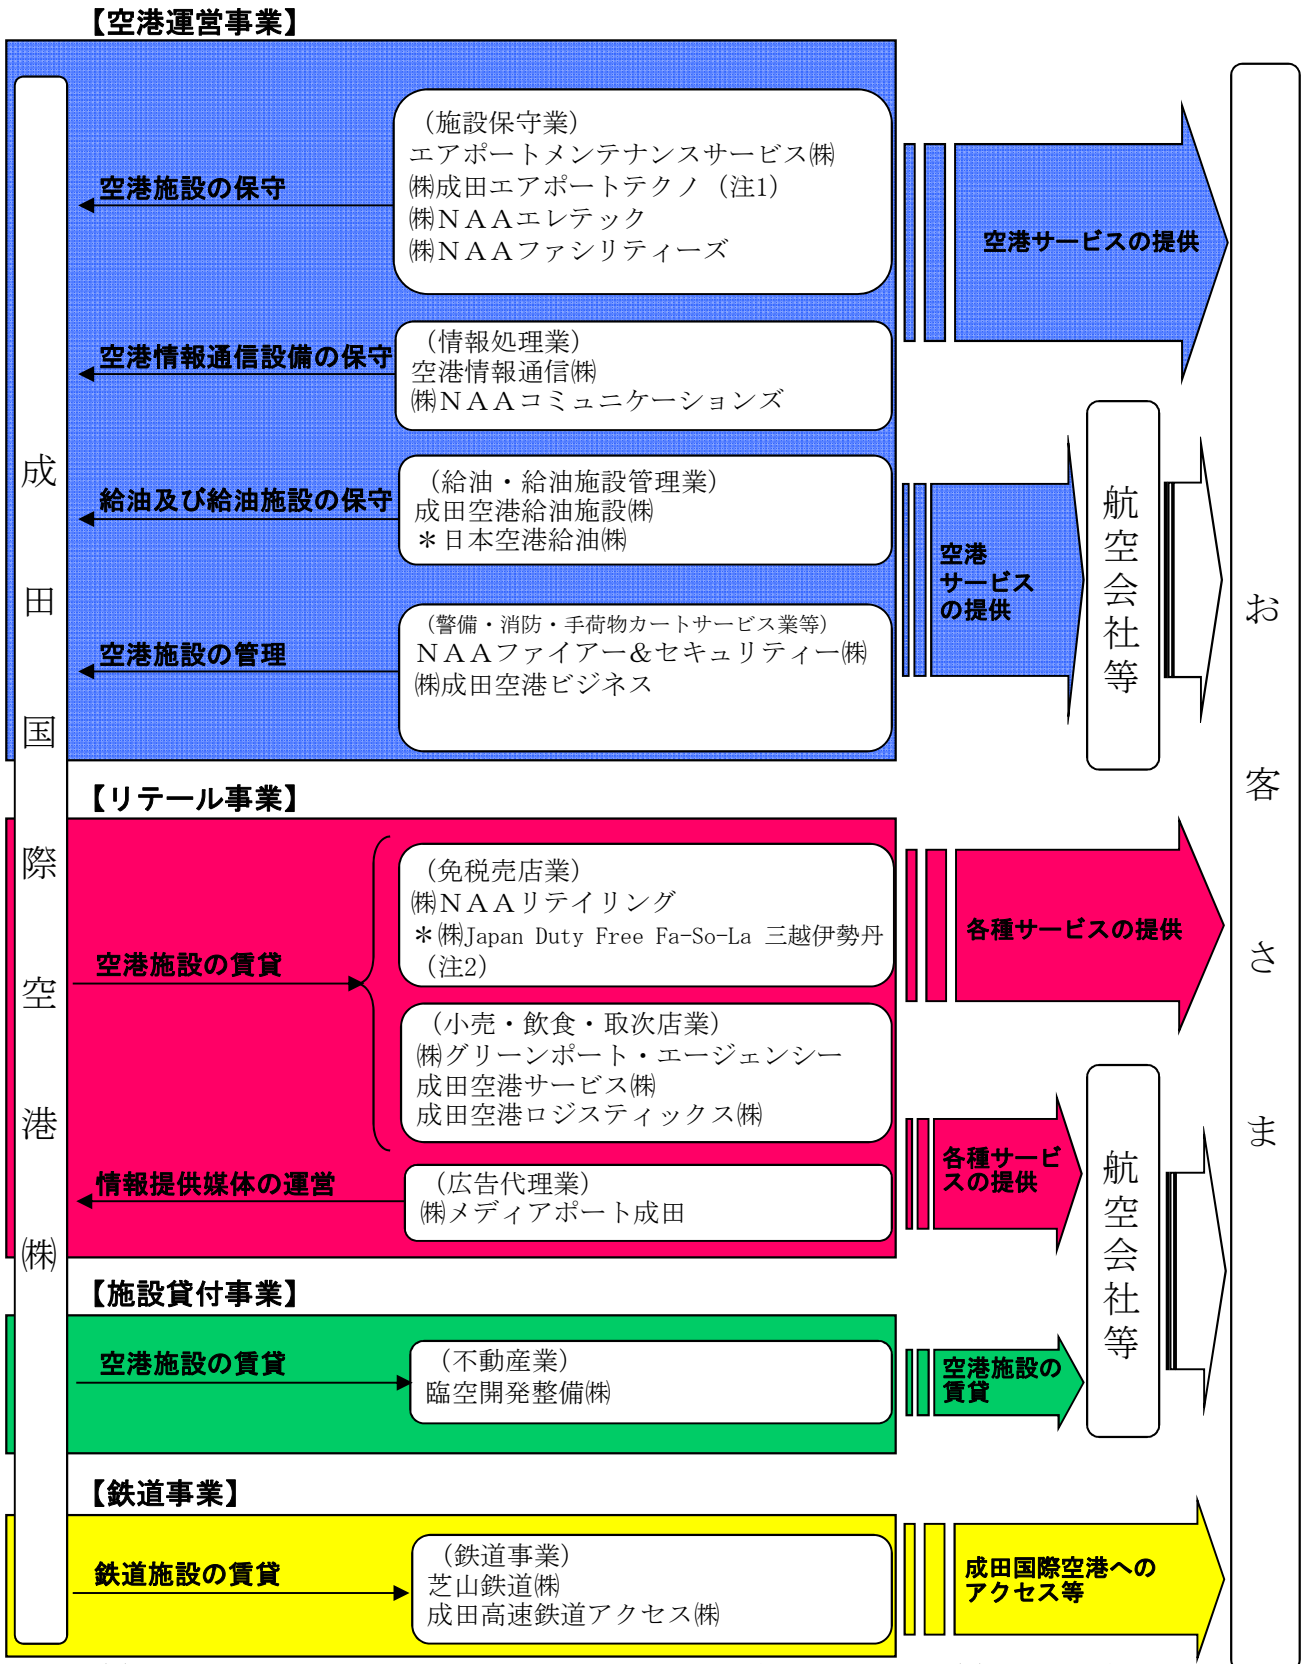 【空港運営事業】
成田国際空港㈱
空港施設の保守
（施設保守業）
エアポートメンテナンスサービス㈱
㈱成田エアポートテクノ（注1）
㈱ＮＡＡエレテック
㈱ＮＡＡファシリティーズ
空港サービスの提供
空港情報通信設備の保守
（情報処理業）
空港情報通信㈱
㈱ＮＡＡコミュニケーションズ
給油及び給油施設の保守
（給油・給油施設管理業）
成田空港給油施設㈱
＊日本空港給油㈱
空港施設の管理
（警備・消防・手荷物カートサービス業等）
ＮＡＡファイアー＆セキュリティー㈱
㈱成田空港ビジネス
空港
サービス
の提供
航空会社等
お客さま
【リテール事業】
空港施設の賃貸
（免税売店業）
㈱ＮＡＡリテイリング
＊㈱Japan Duty Free Fa-So-La 三越伊勢丹
（注2）
（小売・飲食・取次店業）
㈱グリーンポート・エージェンシー
成田空港サービス㈱
成田空港ロジスティックス㈱
各種サービスの提供
情報提供媒体の運営
（広告代理業）
㈱メディアポート成田
各種サービ
スの提供
航空会社等
【施設貸付事業】
空港施設の賃貸
（不動産業）
臨空開発整備㈱
空港施設の
賃貸
【鉄道事業】
鉄道施設の賃貸
（鉄道事業）
芝山鉄道㈱
成田高速鉄道アクセス㈱
成田国際空港への
アクセス等